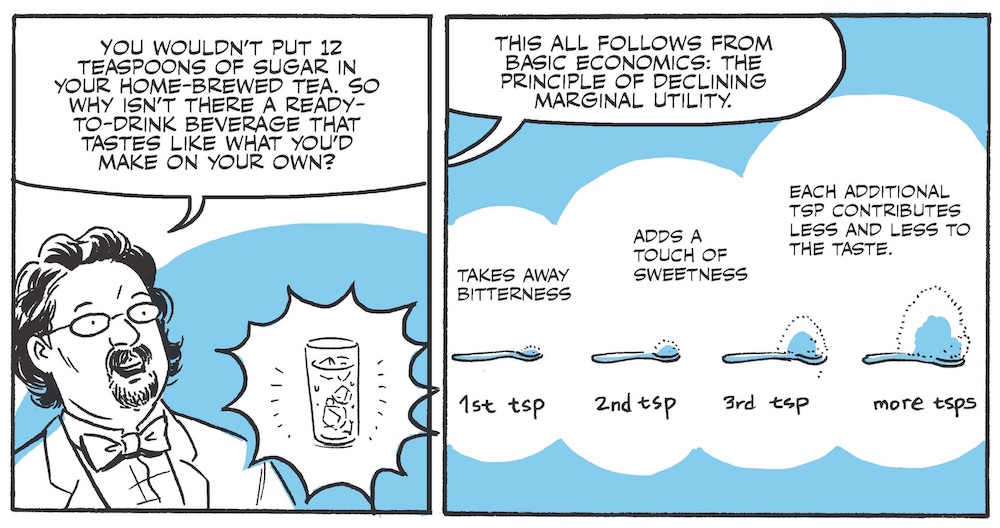 YOU WOULDN'T PUT 12
TEASPOONS OF SUGAR IN
YOUR HOME-BREWED TEA. SO
WHY ISN'T THERE A READY-
TO-DRINK BEVERAGE THAT
TASTES LIKE WHAT YOU'D
MAKE ON YOUR OWN?
THIS ALL FOLLOWS FROM
BASIC ECONOMICS: THE
PRINCIPLE OF DECLINING
MARGINAL UTILITY.
TAKES AWAY
BITTERNESS
ADDS A
TOUCH OF
SWEETNESS
EACH ADDITIONAL
TSP CONTRIBUTES
LESS AND LESS TO
THE TASTE.
1st tsp
2nd tsp
3rd tsp
more tsps